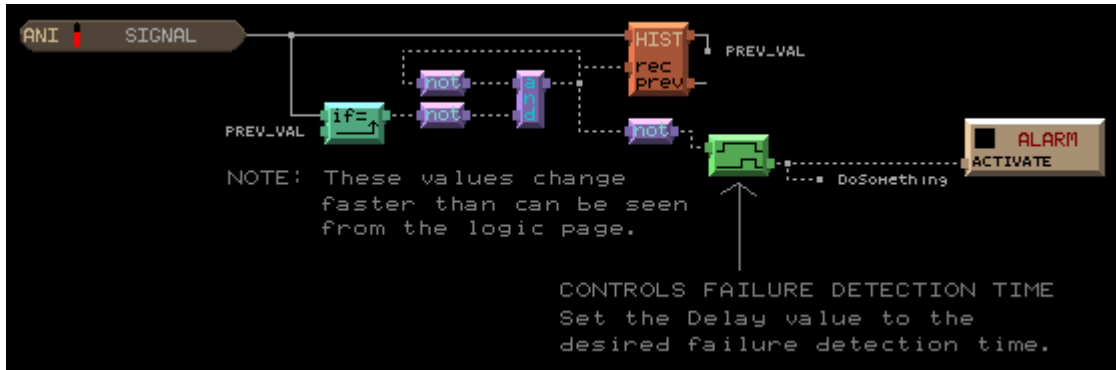 ANI SIGNAL
HIST
PREV_VAL
rec
prev
not
and
if=
not
PREV_VAL
not
ALARM
ACTIVATE
DoSomething
NOTE: These values change
faster than can be seen
from the logic page.
CONTROLS FAILURE DETECTION TIME
Set the Delay value to the
desired failure detection time.